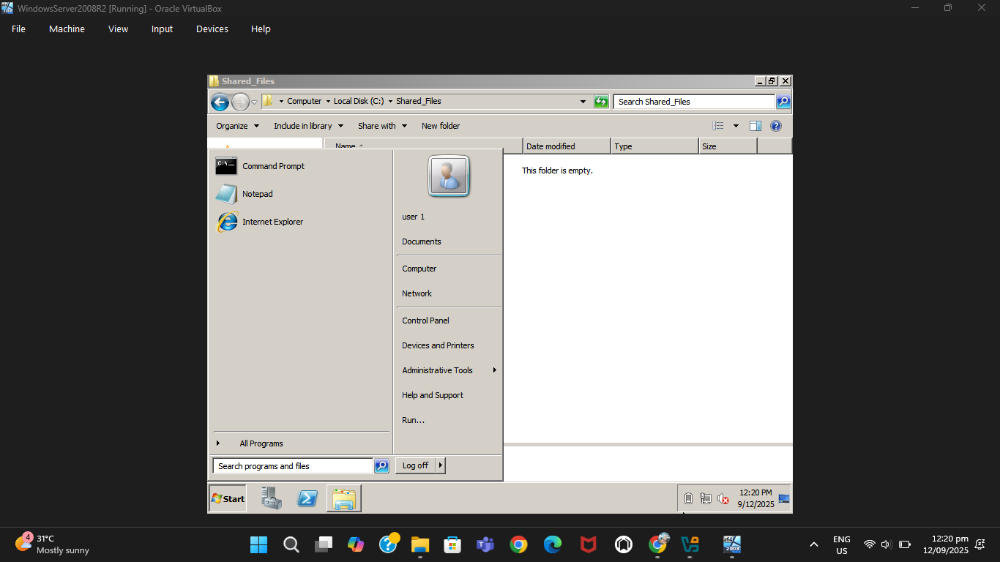 WindowsServer2008R2 [Running] - Oracle VirtualBox
File Machine View Input Devices Help
Shared_Files
Computer Local Disk (C:) Shared_Files
Search Shared_Files
Organize Include in library Share with New folder
Name Date modified Type Size
This folder is empty.
Command Prompt
Notepad
Internet Explorer
All Programs
Search programs and files
user 1
Documents
Computer
Network
Control Panel
Devices and Printers
Administrative Tools
Help and Support
Run...
Log off
Start
12:20 PM
9/12/2025
4
31°C
Mostly sunny
2008
ENG
US
12:20 pm
12/09/2025